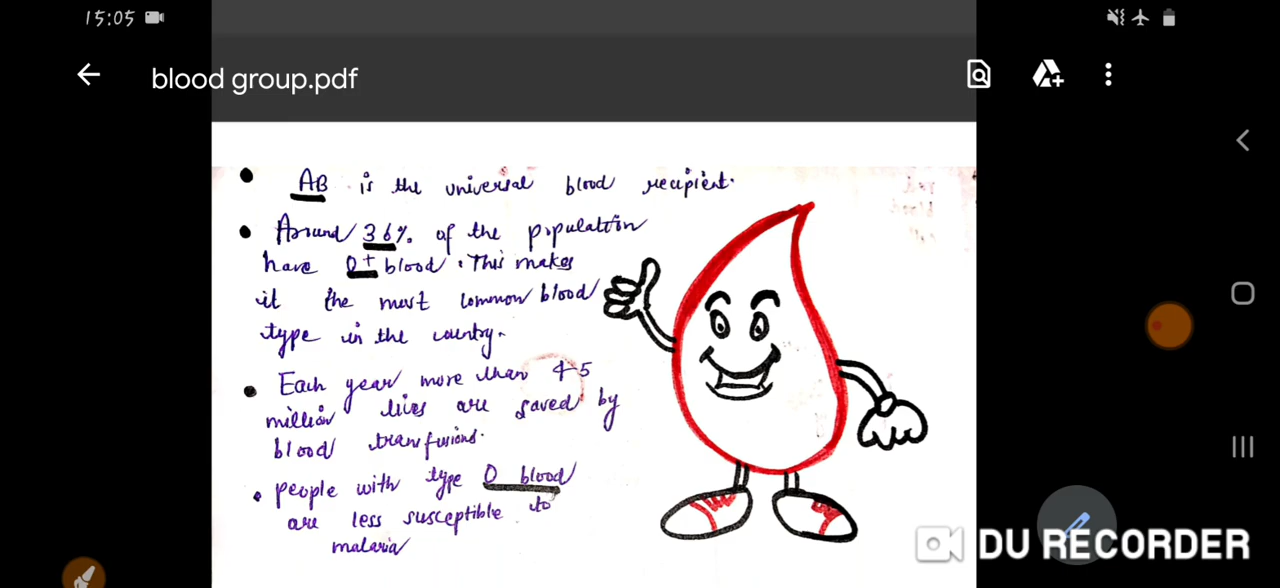 15:05
blood group.pdf
AB is the universal blood recipient.
Around 36% of the population
have O+ blood. This makes
it the most common blood
type in the country.
Each year more than 4-5
million lives are saved by
blood transfusions.
people with type O blood
are less susceptible to
malaria
DU RECORDER